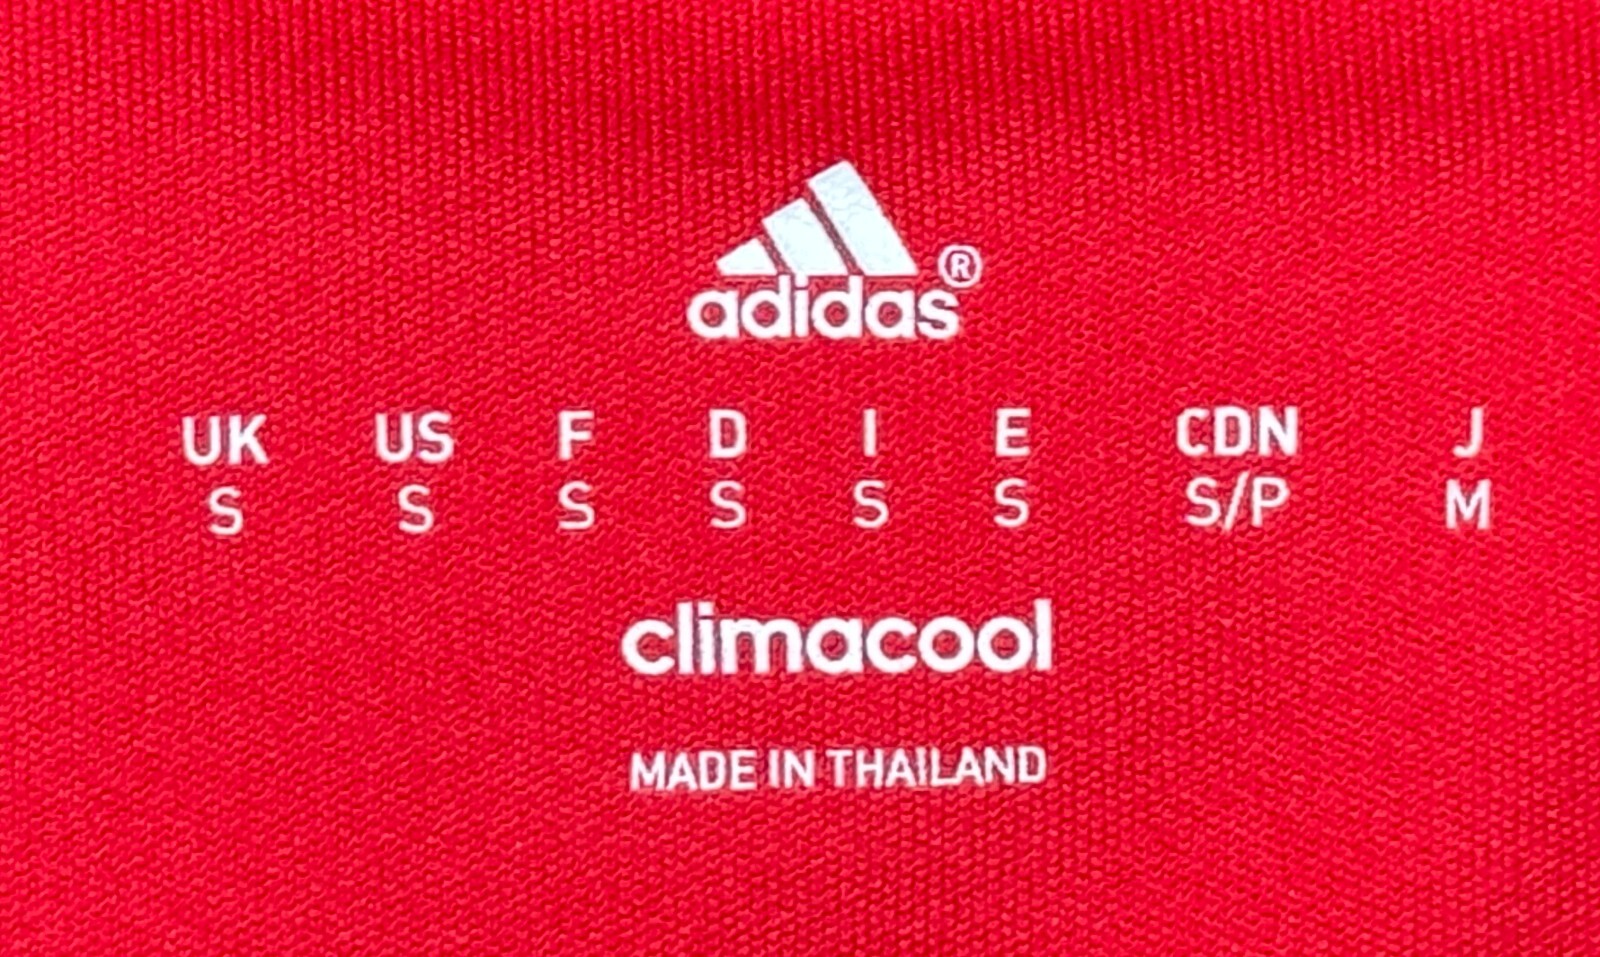 adidas®
UK US F D I E CDN J
S S S S S S S/P M
climacool
MADE IN THAILAND